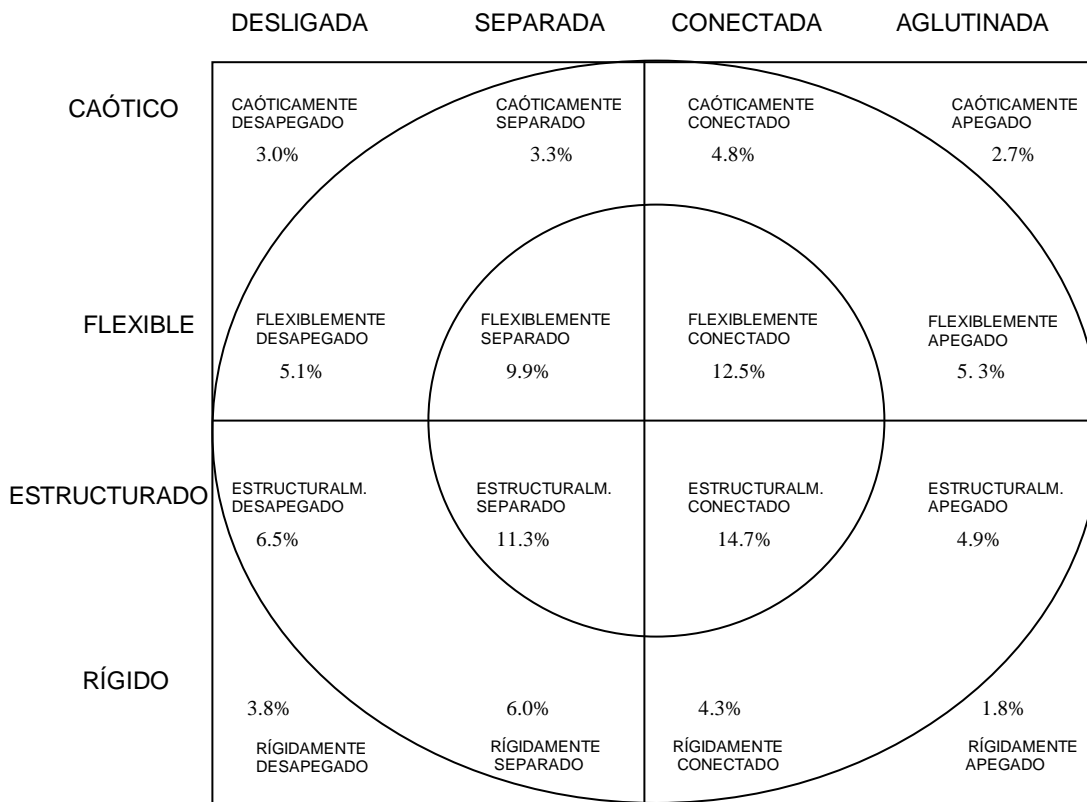 DESLIGADA SEPARADA CONECTADA AGLUTINADA
CAÓTICO
CAÓTICAMENTE DESAPEGADO
3.0%
CAÓTICAMENTE SEPARADO
3.3%
CAÓTICAMENTE CONECTADO
4.8%
CAÓTICAMENTE APEGADO
2.7%
FLEXIBLE
FLEXIBLEMENTE DESAPEGADO
5.1%
FLEXIBLEMENTE SEPARADO
9.9%
FLEXIBLEMENTE CONECTADO
12.5%
FLEXIBLEMENTE APEGADO
5. 3%
ESTRUCTURADO
ESTRUCTURALM. DESAPEGADO
6.5%
ESTRUCTURALM. SEPARADO
11.3%
ESTRUCTURALM. CONECTADO
14.7%
ESTRUCTURALM. APEGADO
4.9%
RÍGIDO
3.8%
RÍGIDAMENTE DESAPEGADO
6.0%
RÍGIDAMENTE SEPARADO
4.3%
RÍGIDAMENTE CONECTADO
1.8%
RÍGIDAMENTE APEGADO